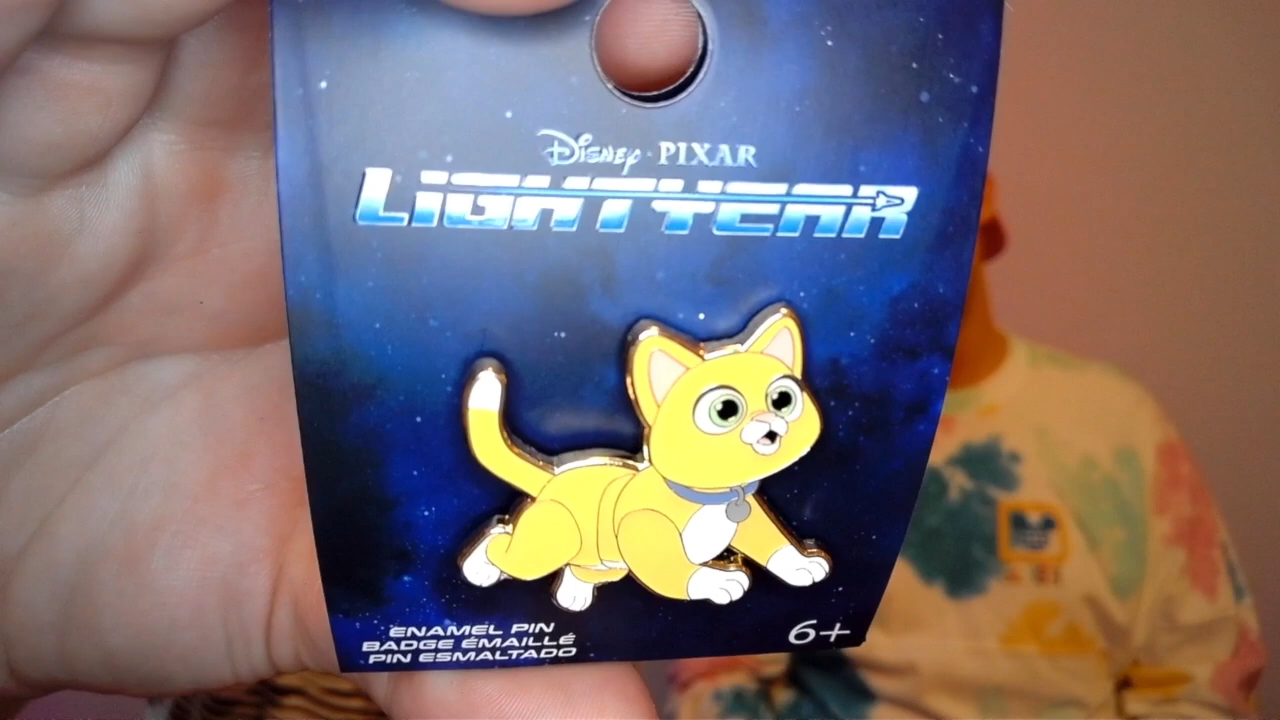 Disney · PIXAR
LIGHTYEAR
ENAMEL PIN
BADGE ÉMAILLÉ
PIN ESMALTADO
6+